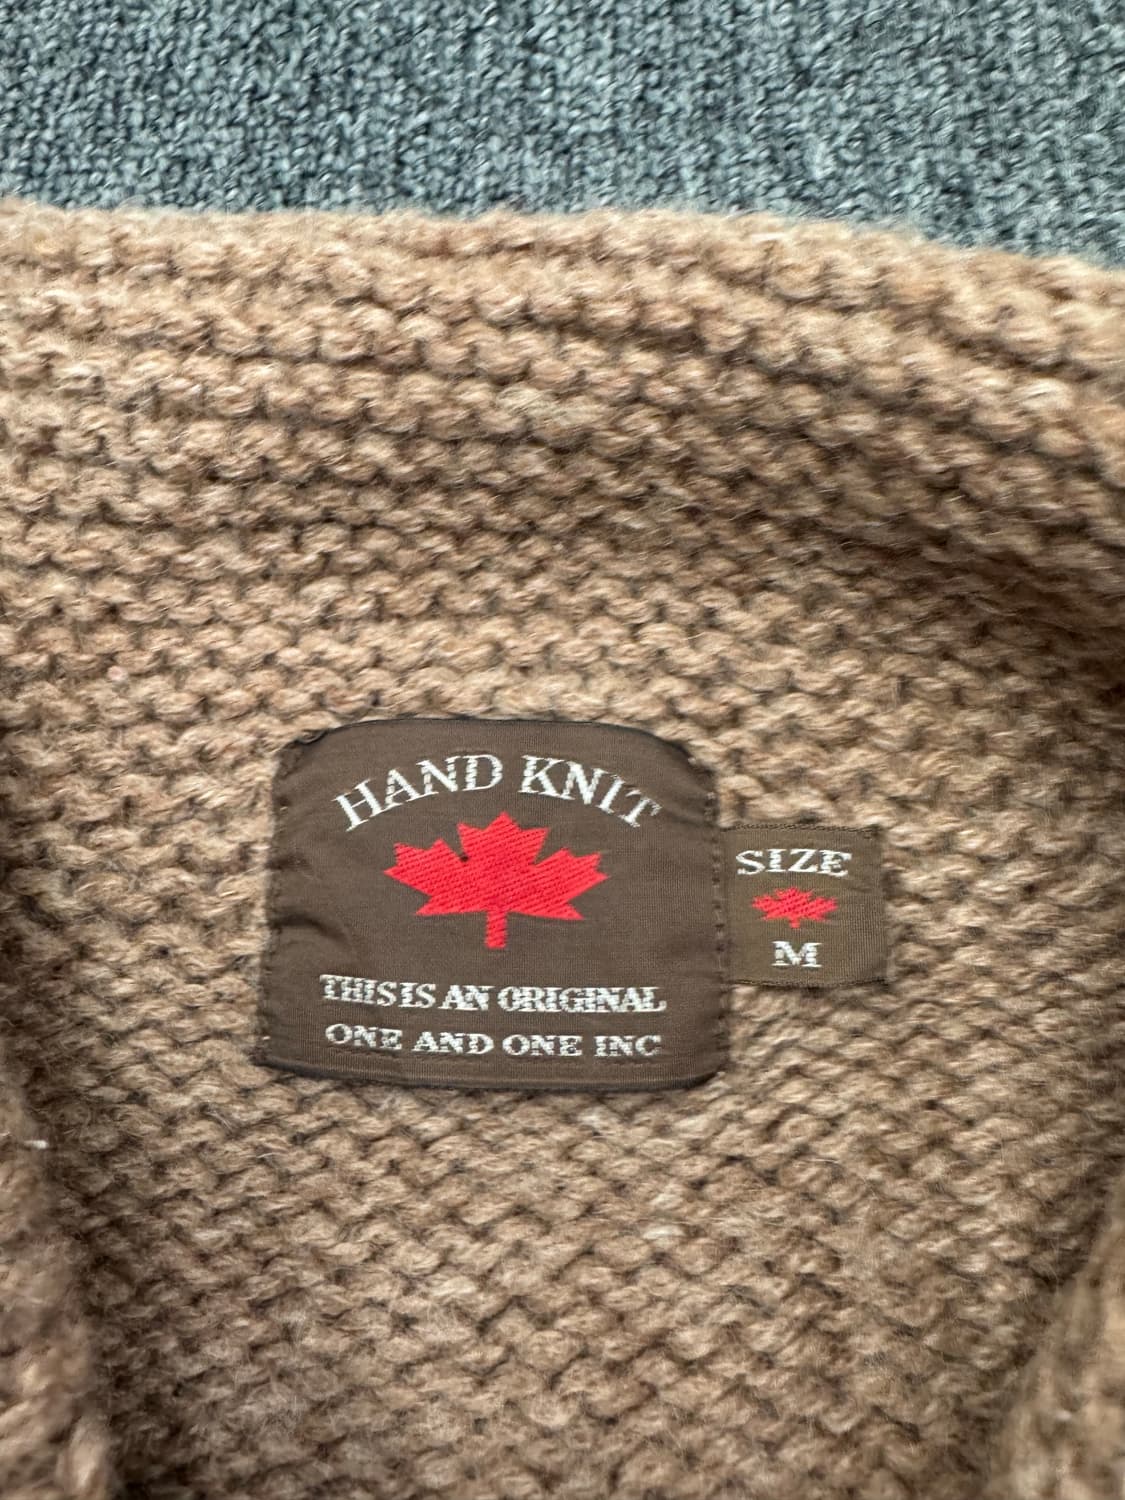 HAND KNIT
THIS IS AN ORIGINAL
ONE AND ONE INC
SIZE
M